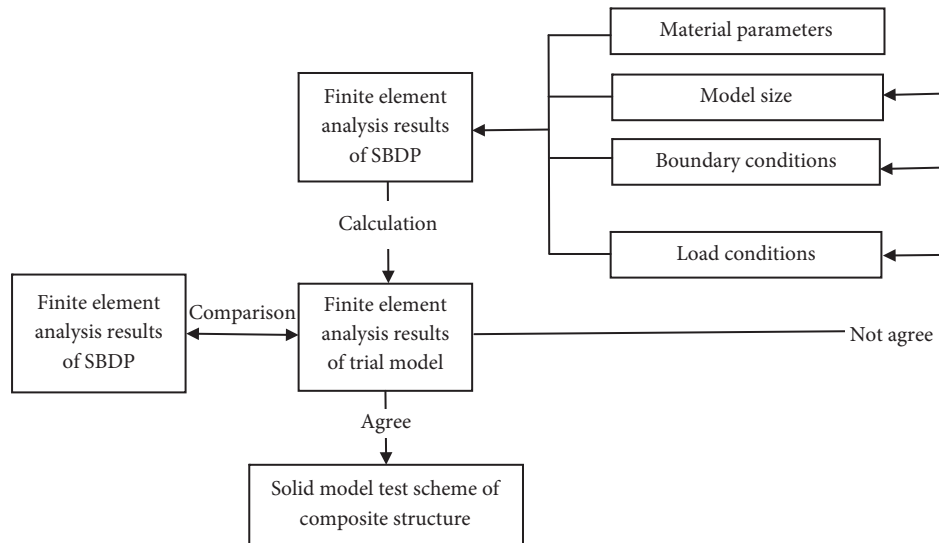 Material parameters
Finite element
analysis results
of SBDP
Model size
Boundary conditions
Calculation
Load conditions
Finite element
analysis results
of SBDP
Comparison
Finite element
analysis results
of trial model
Not agree
Agree
Solid model test scheme of
composite structure